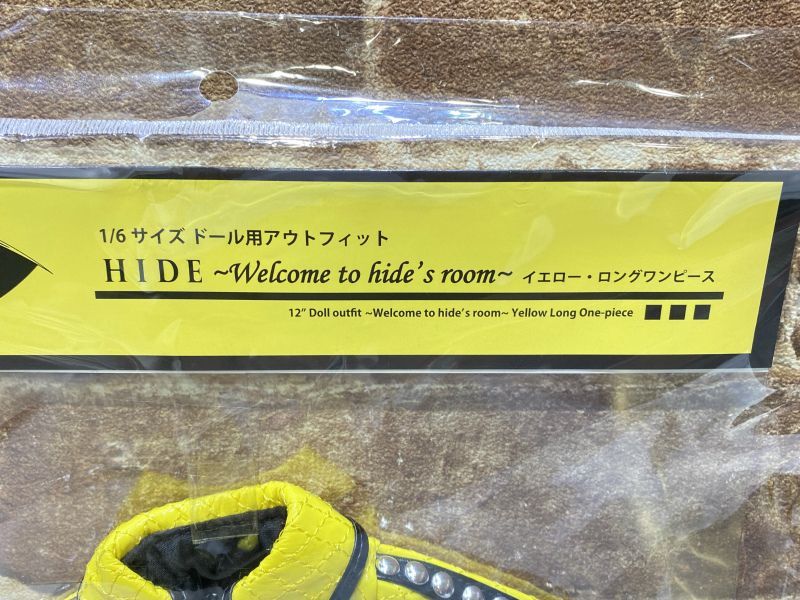 1/6 サイズ ドール用アウトフィット
HIDE ~Welcome to hide's room~ イエロー・ロングワンピース
12" Doll outfit ~Welcome to hide's room~ Yellow Long One-piece